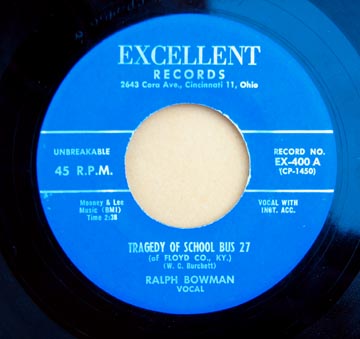 EXCELLENT
RECORDS
2643 Cora Ave., Cincinnati 11, Ohio
UNBREAKABLE
45 R.P.M.
RECORD NO.
EX-400 A
(CP-1450)
Mooney & Lee
Music (BMI)
Time 2:38
VOCAL WITH
INST. ACC.
TRAGEDY OF SCHOOL BUS 27
(of FLOYD CO., KY.)
(W. C. Burchett)
RALPH BOWMAN
VOCAL